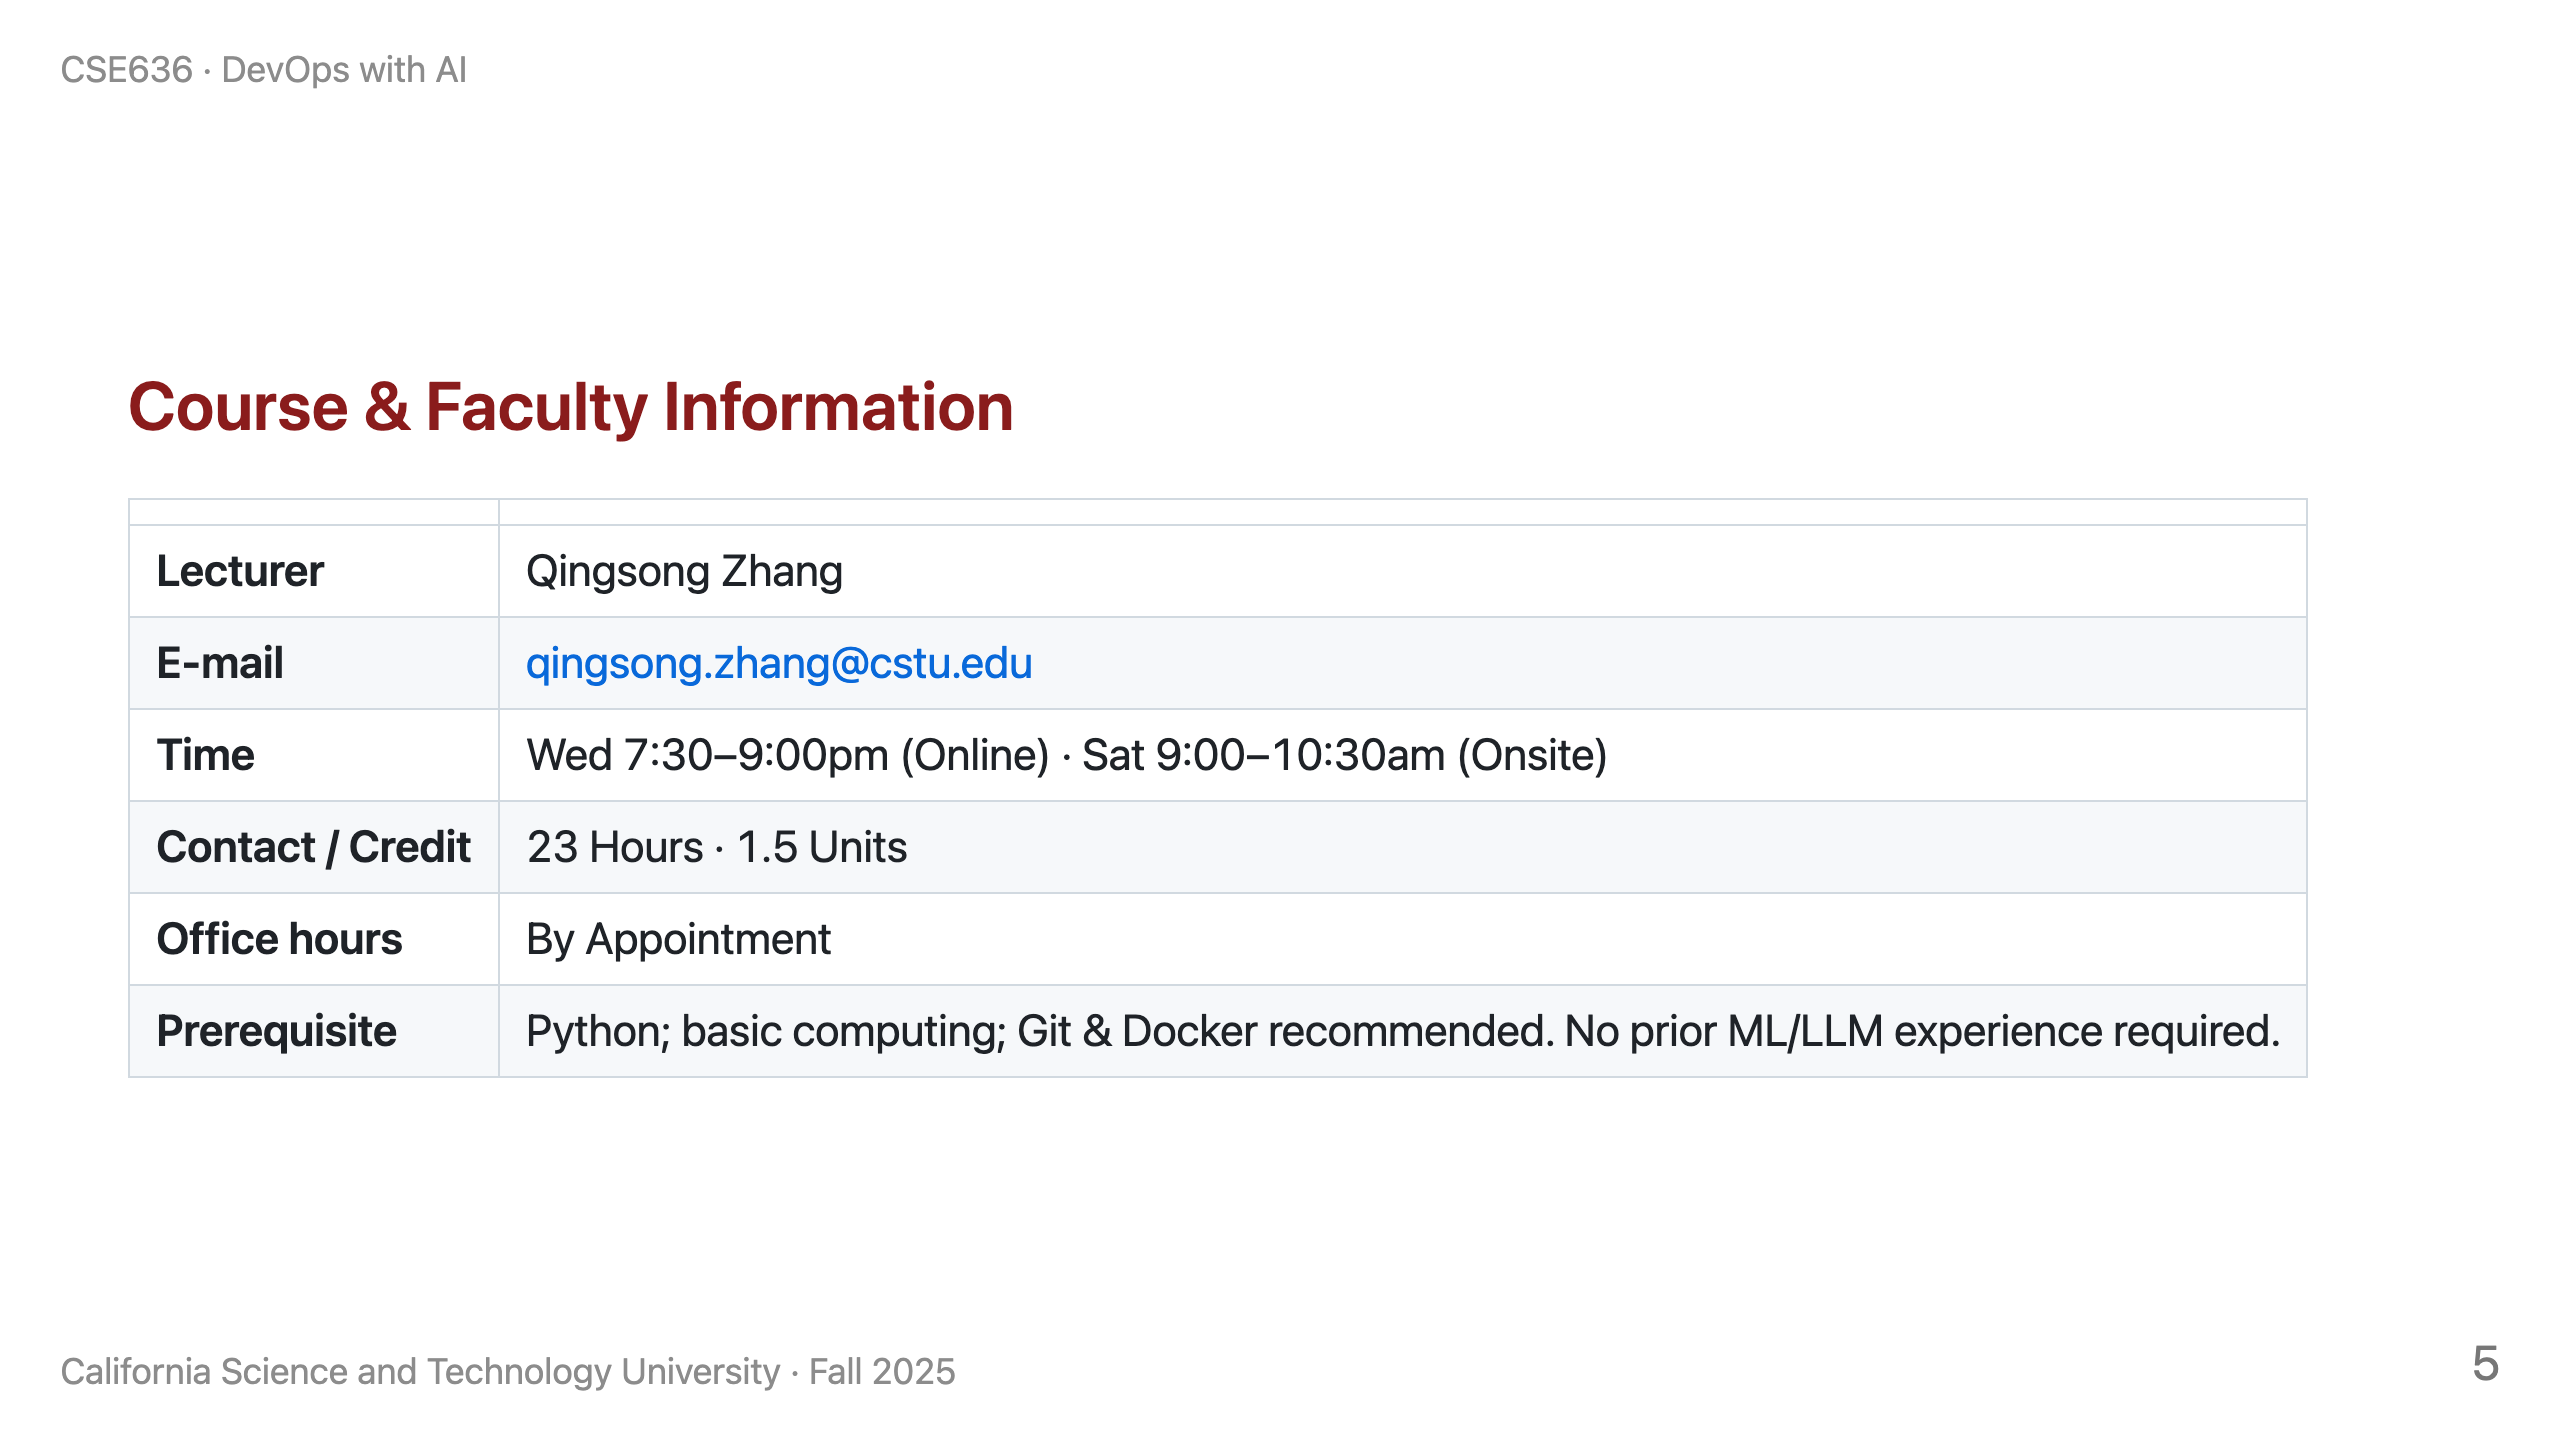 CSE636 · DevOps with AI
Course & Faculty Information
Lecturer Qingsong Zhang
E-mail qingsong.zhang@cstu.edu
Time Wed 7:30–9:00pm (Online) · Sat 9:00–10:30am (Onsite)
Contact / Credit 23 Hours · 1.5 Units
Office hours By Appointment
Prerequisite Python; basic computing; Git & Docker recommended. No prior ML/LLM experience required.
California Science and Technology University · Fall 2025
5